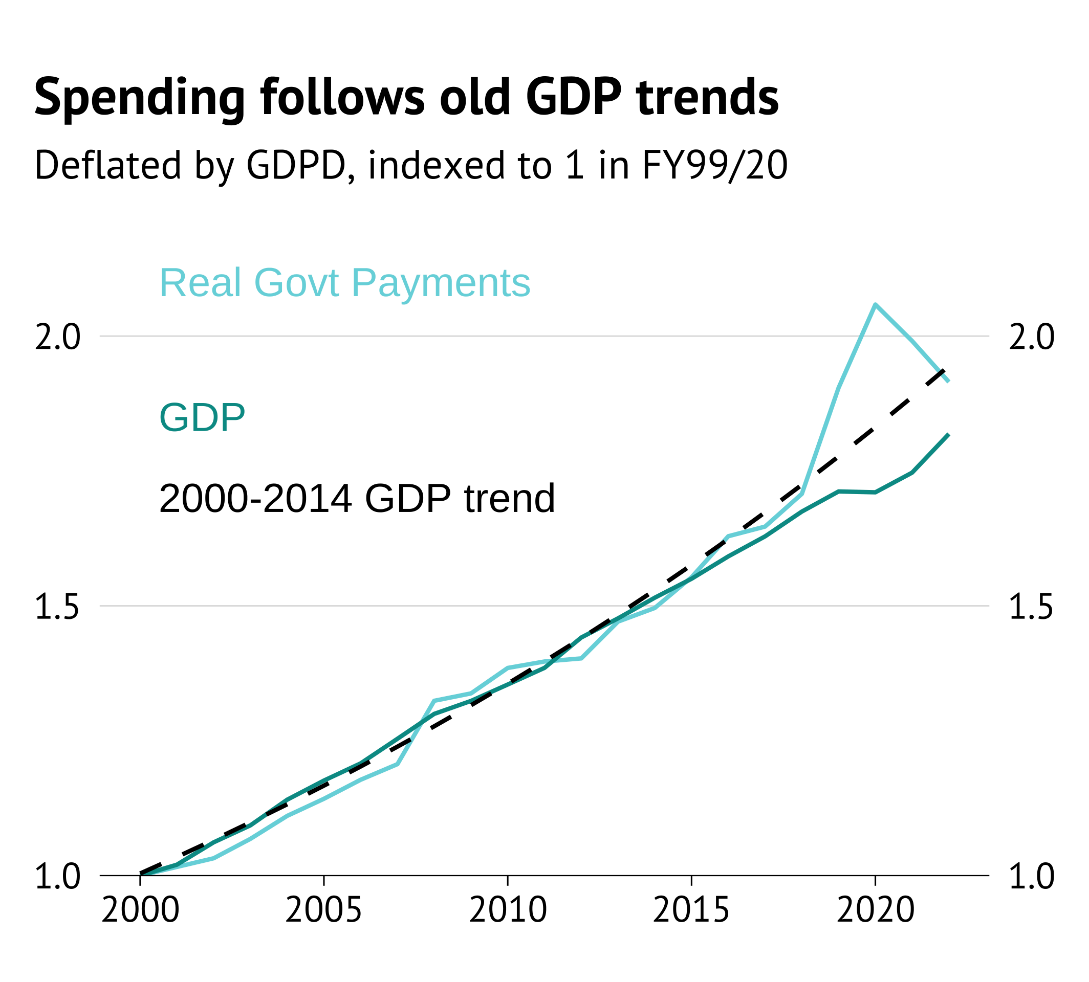 Spending follows old GDP trends
Deflated by GDPD, indexed to 1 in FY99/20
Real Govt Payments
2.0 2.0
GDP
2000-2014 GDP trend
1.5 1.5
1.0 1.0
2000 2005 2010 2015 2020